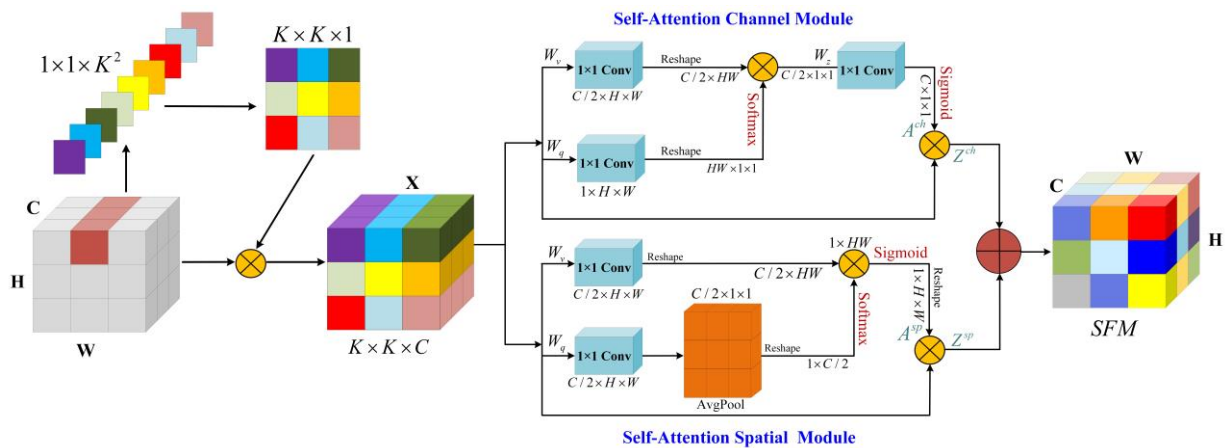 Self-Attention Channel Module
1×1×K²
K×K×1
W_v
1×1 Conv
C/2×H×W
Reshape
C/2×HW
Softmax
W_z
C/2×1×1
1×1 Conv
Sigmoid
C×1×1
A^{ch}
Z^{ch}
W_q
1×1 Conv
1×H×W
Reshape
HW×1×1
C
H
W
X
K×K×C
W_v
1×1 Conv
C/2×H×W
Reshape
C/2×HW
1×HW
Sigmoid
Softmax
Reshape
1×H×W
A^{sp}
Z^{sp}
W_q
1×1 Conv
C/2×H×W
C/2×1×1
AvgPool
Reshape
1×C/2
W
C
H
SFM
Self-Attention Spatial Module